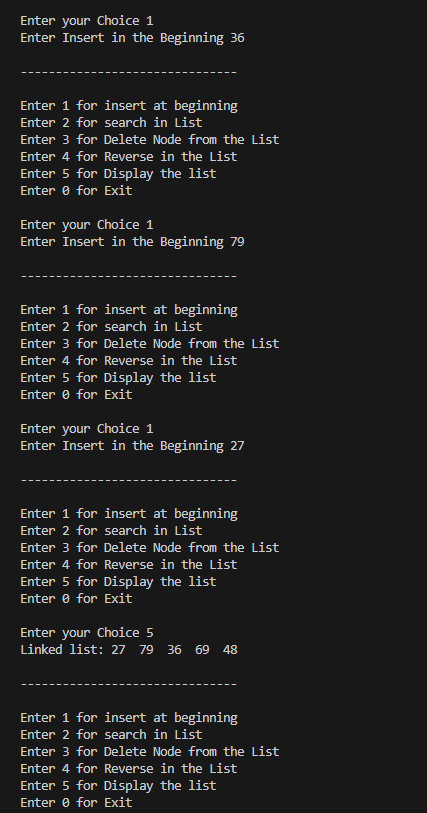 Enter your Choice 1
Enter Insert in the Beginning 36
-------------------------------
Enter 1 for insert at beginning
Enter 2 for search in List
Enter 3 for Delete Node from the List
Enter 4 for Reverse in the List
Enter 5 for Display the list
Enter 0 for Exit
Enter your Choice 1
Enter Insert in the Beginning 79
-------------------------------
Enter 1 for insert at beginning
Enter 2 for search in List
Enter 3 for Delete Node from the List
Enter 4 for Reverse in the List
Enter 5 for Display the list
Enter 0 for Exit
Enter your Choice 1
Enter Insert in the Beginning 27
-------------------------------
Enter 1 for insert at beginning
Enter 2 for search in List
Enter 3 for Delete Node from the List
Enter 4 for Reverse in the List
Enter 5 for Display the list
Enter 0 for Exit
Enter your Choice 5
Linked list: 27  79  36  69  48
-------------------------------
Enter 1 for insert at beginning
Enter 2 for search in List
Enter 3 for Delete Node from the List
Enter 4 for Reverse in the List
Enter 5 for Display the list
Enter 0 for Exit